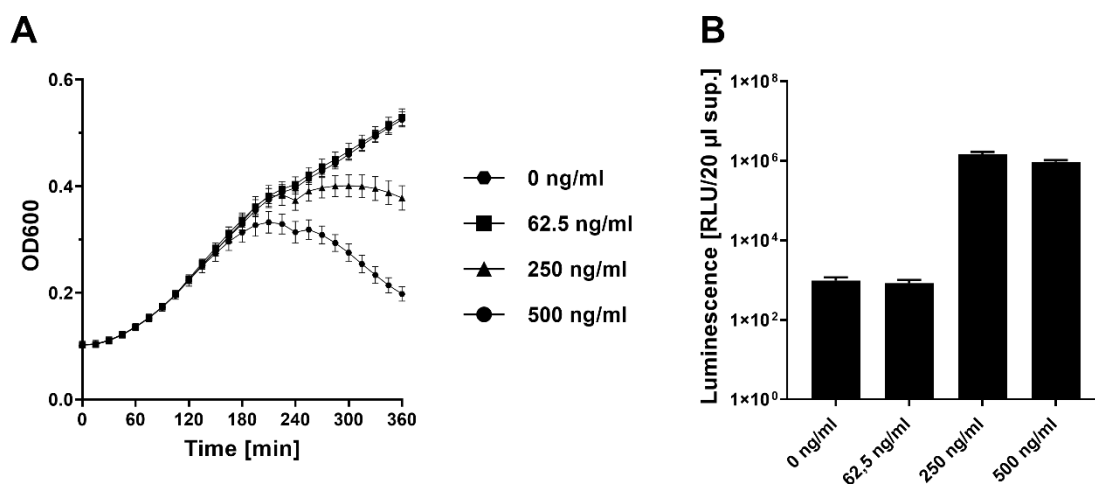 A
OD600
0.6
0.4
0.2
0.0
0 60 120 180 240 300 360
Time [min]
0 ng/ml
62.5 ng/ml
250 ng/ml
500 ng/ml
B
Luminescence [RLU/20 µl sup.]
1×10⁸
1×10⁶
1×10⁴
1×10²
1×10⁰
0 ng/ml
62,5 ng/ml
250 ng/ml
500 ng/ml